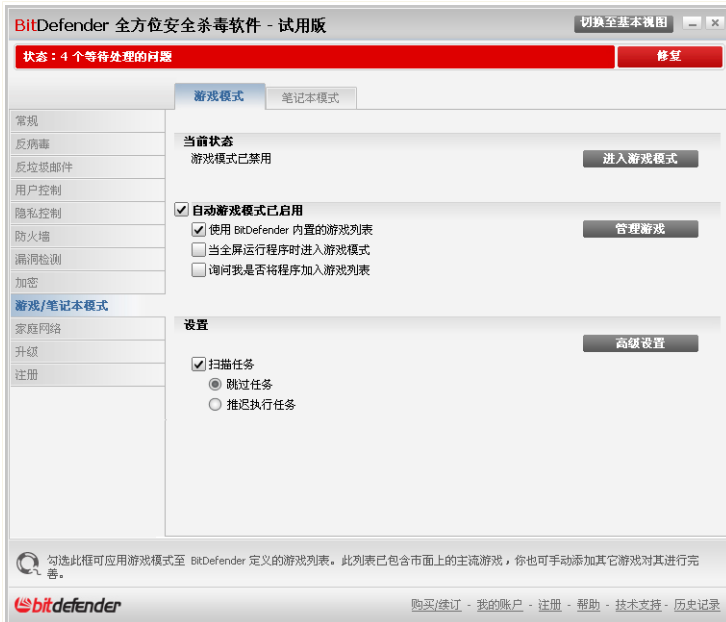 BitDefender 全方位安全杀毒软件 - 试用版
切换至基本视图
状态：4 个等待处理的问题
修复
游戏模式
笔记本模式
常规
反病毒
反垃圾邮件
用户控制
隐私控制
防火墙
漏洞检测
加密
游戏/笔记本模式
家庭网络
升级
注册
当前状态
游戏模式已禁用
进入游戏模式
自动游戏模式已启用
使用 BitDefender 内置的游戏列表
管理游戏
当全屏运行程序时进入游戏模式
询问我是否将程序加入游戏列表
设置
高级设置
扫描任务
跳过任务
推迟执行任务
勾选此框可应用游戏模式至 BitDefender 定义的游戏列表。此列表已包含市面上的主流游戏，你也可手动添加其它游戏对其进行完
善。
bitdefender
购买/续订 - 我的账户 - 注册 - 帮助 - 技术支持 - 历史记录